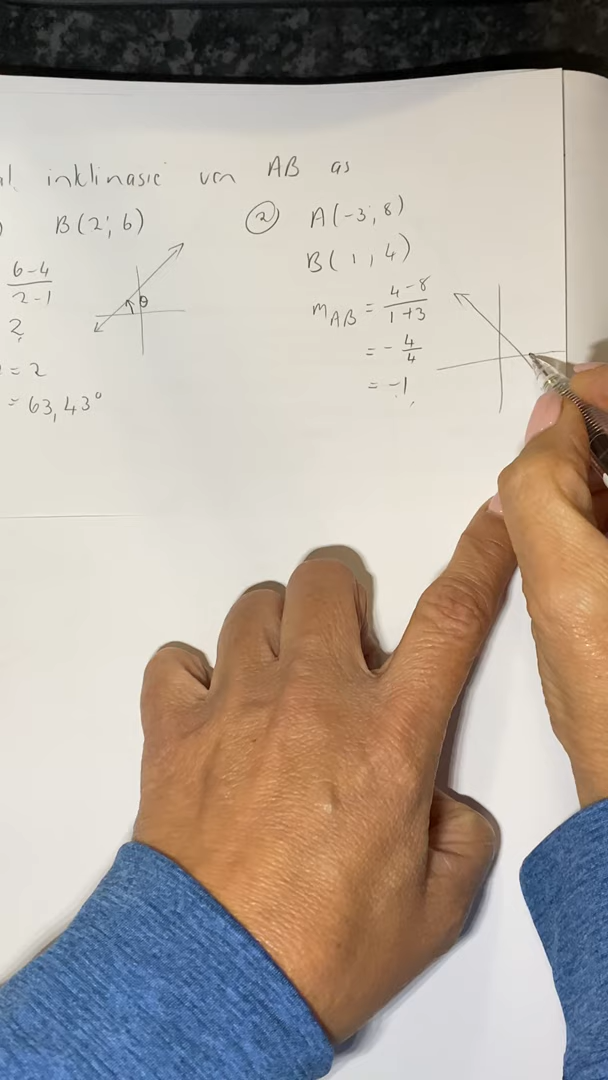 inklinasie van AB as
B(2; 6)
6-4
2-1
2
= 2
= 63,43°
θ
② A(-3; 8)
B(1, 4)
mAB = 4-8
1+3
= - 4
4
= -1